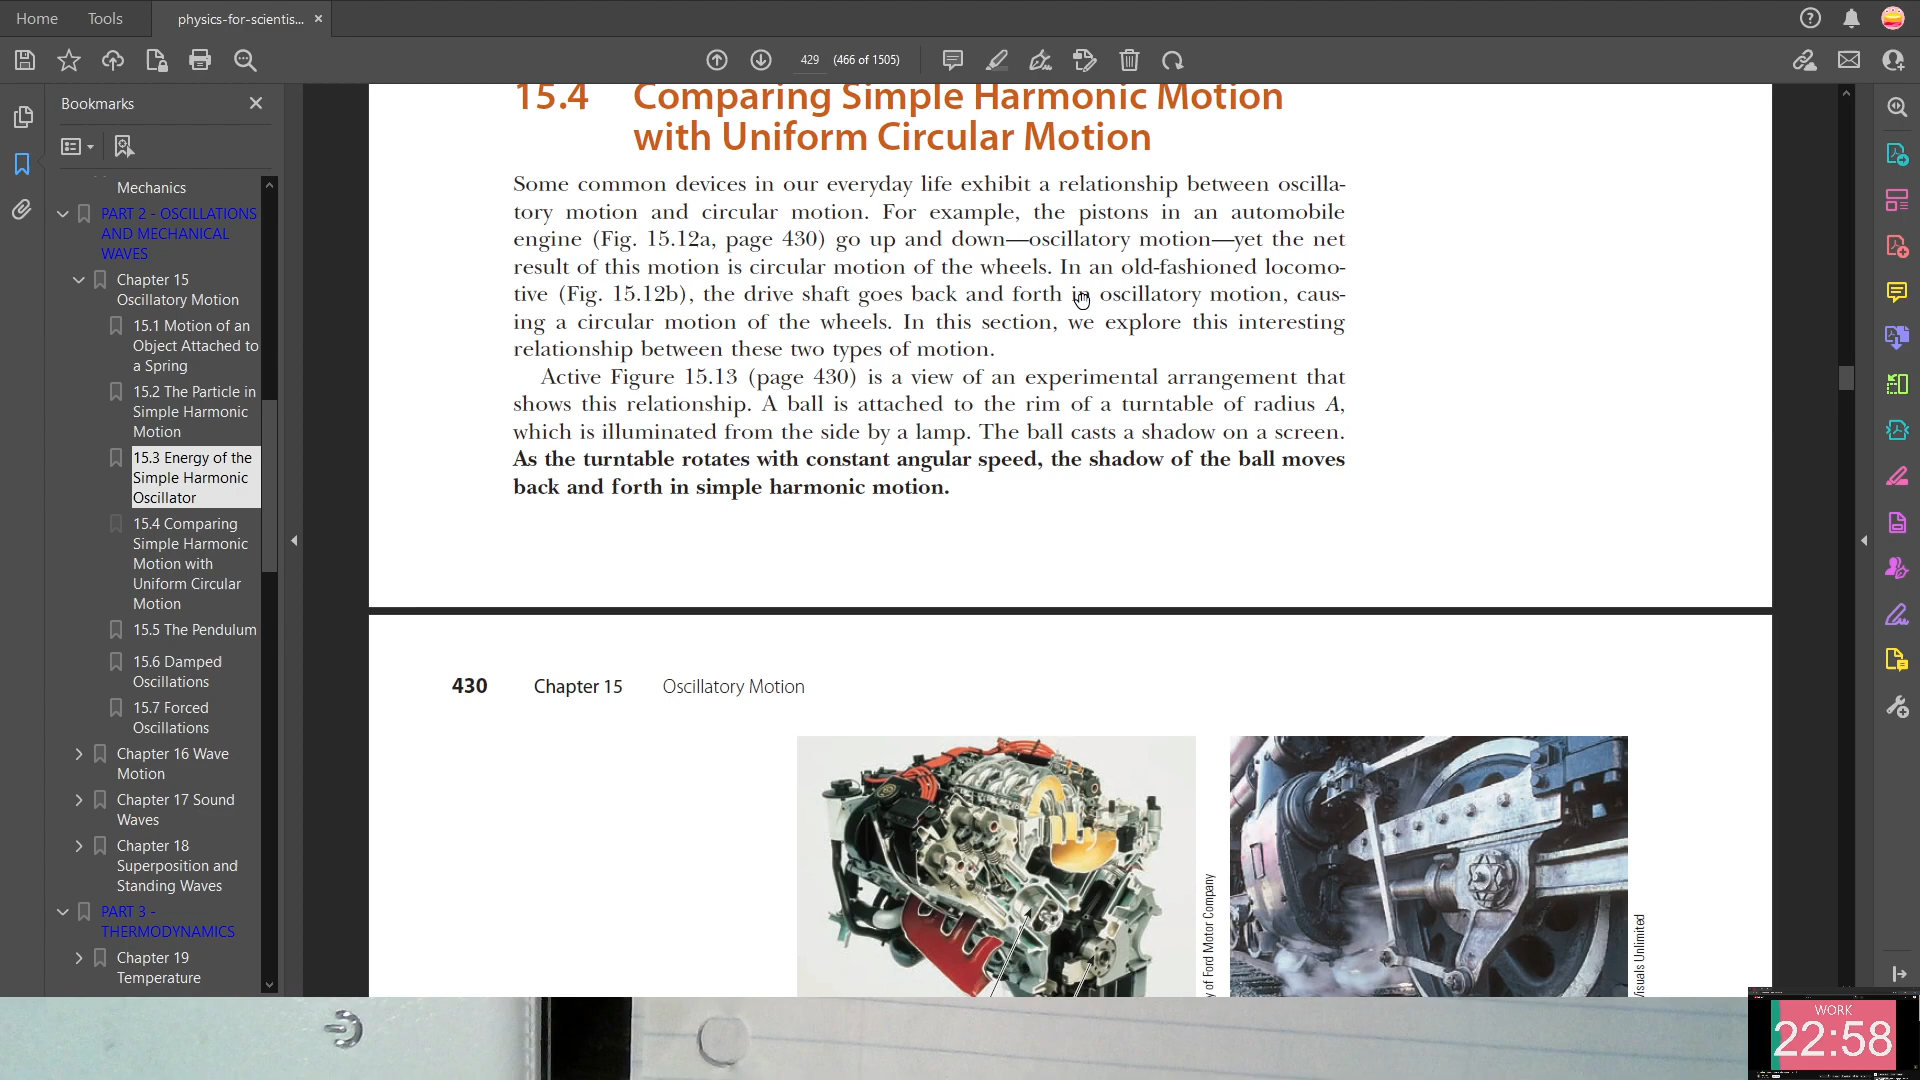 Home
Tools
physics-for-scientis...
429
(466 of 1505)
Bookmarks
Mechanics
PART 2 - OSCILLATIONS
AND MECHANICAL
WAVES
Chapter 15
Oscillatory Motion
15.1 Motion of an
Object Attached to
a Spring
15.2 The Particle in
Simple Harmonic
Motion
15.3 Energy of the
Simple Harmonic
Oscillator
15.4 Comparing
Simple Harmonic
Motion with
Uniform Circular
Motion
15.5 The Pendulum
15.6 Damped
Oscillations
15.7 Forced
Oscillations
Chapter 16 Wave
Motion
Chapter 17 Sound
Waves
Chapter 18
Superposition and
Standing Waves
PART 3 -
THERMODYNAMICS
Chapter 19
Temperature
15.4 Comparing Simple Harmonic Motion
with Uniform Circular Motion
Some common devices in our everyday life exhibit a relationship between oscilla-
tory motion and circular motion. For example, the pistons in an automobile
engine (Fig. 15.12a, page 430) go up and down—oscillatory motion—yet the net
result of this motion is circular motion of the wheels. In an old-fashioned locomo-
tive (Fig. 15.12b), the drive shaft goes back and forth in oscillatory motion, caus-
ing a circular motion of the wheels. In this section, we explore this interesting
relationship between these two types of motion.
Active Figure 15.13 (page 430) is a view of an experimental arrangement that
shows this relationship. A ball is attached to the rim of a turntable of radius A,
which is illuminated from the side by a lamp. The ball casts a shadow on a screen.
As the turntable rotates with constant angular speed, the shadow of the ball moves
back and forth in simple harmonic motion.
430 Chapter 15 Oscillatory Motion
y of Ford Motor Company
Visuals Unlimited
WORK
22:58